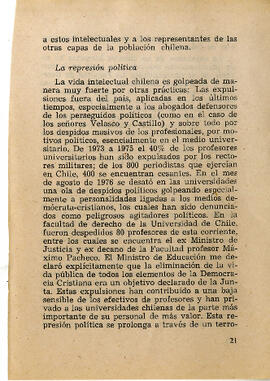 a estos intelectuales y a los representantes de las
otras capas de la población chilena.
La represión política
La vida intelectual chilena es golpeada de ma-
nera muy fuerte por otras prácticas: Las expul-
siones fuera del país, aplicadas en los últimos
tiempos, especialmente a los abogados defensores
de los perseguidos políticos (como en el caso de
los señores Velasco y Castillo) y sobre todo por
los despidos masivos de los profesionales, por mo-
tivos políticos, esencialmente en el medio univer-
sitario. De 1973 a 1975 el 40% de los profesores
universitarios han sido expulsados por los rectores
militares; de los 800 periodistas que ejercían
en Chile, 400 se encuentran cesantes. En el mes
de agosto de 1976 se desató en las universidades
una ola de despidos políticos golpeando especial-
mente a personalidades ligadas a los medios de-
mócrata-cristianos, los cuales han sido denuncia-
dos como peligrosos agitadores políticos. En la
facultad de derecho de la Universidad de Chile,
fueron despedidos 80 profesores de esta corriente,
entre los cuales se encuentra el ex Ministro de
Justicia y ex decano de la Facultad profesor Má-
ximo Pacheco. El Ministro de Educación me de-
claró explícitamente que la eliminación de la vi-
da pública de todos los elementos de la Democra-
cia Cristiana era un objetivo declarado de la Jun-
ta. Estas expulsiones han contribuido a una baja
sensible de los efectivos de profesores y han pri-
vado a las universidades chilenas de la parte más
importante de su personal de más valor. Esta re-
presión política se prolonga a través de un terro-
21